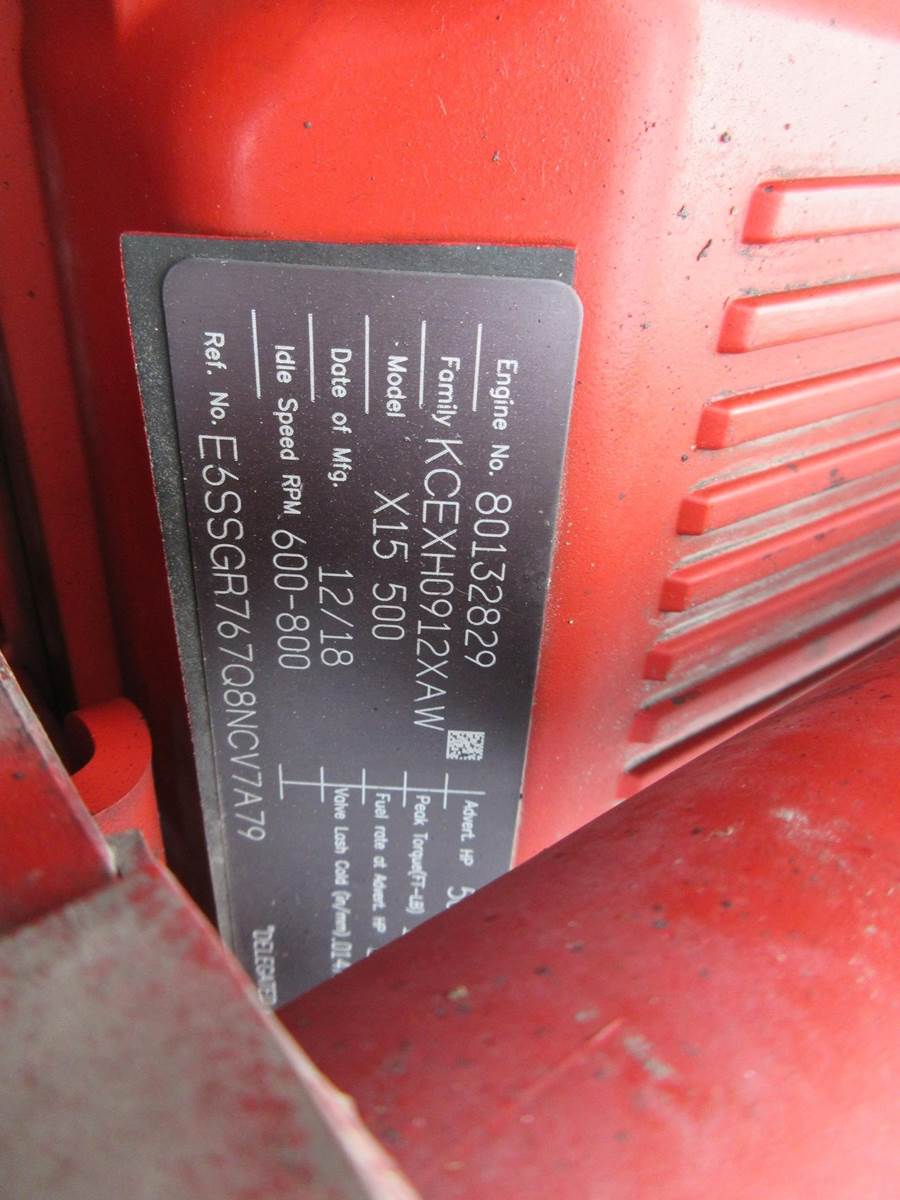 Engine No. 80132829
Family KCEXH0912XAW
Model X15 500
Date of Mfg. 12/18
Idle Speed RPM 600-800
Ref. No. E6SSGR767Q8NCV7A79
Advert. HP
Peak Torque(FT-LB)
Fuel rate at Advert. HP
Valve Lash Cold (in/mm)